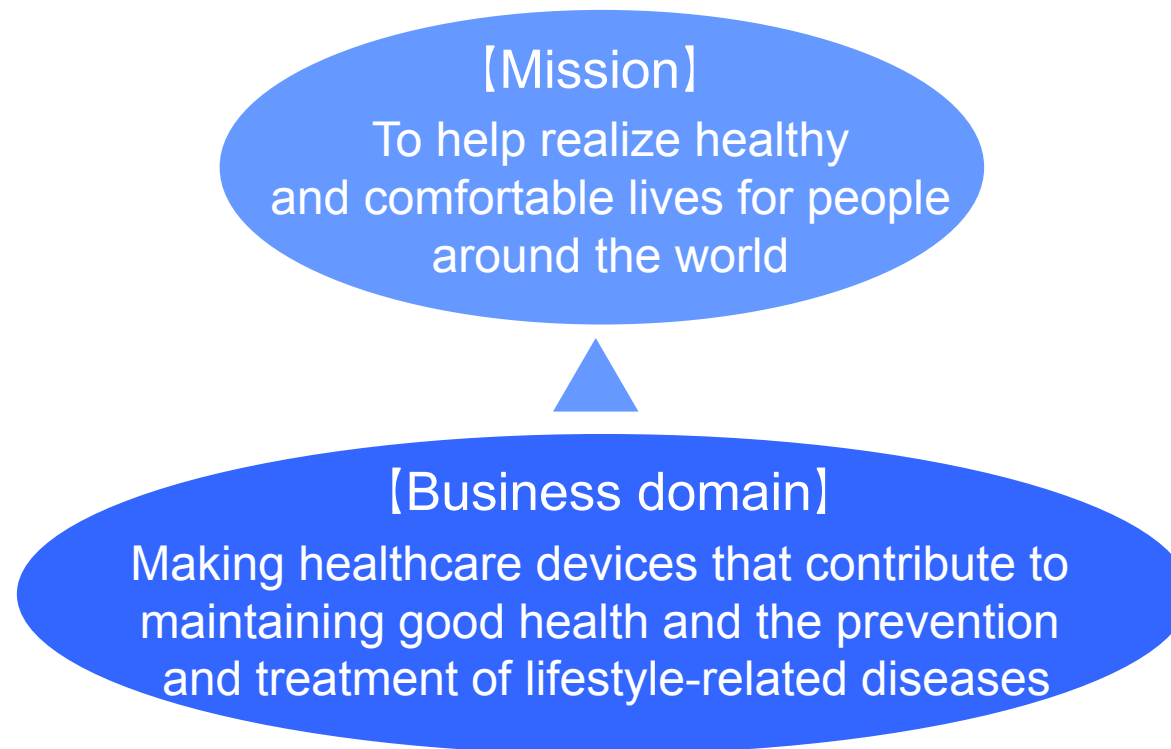 【Mission】
To help realize healthy
and comfortable lives for people
around the world
【Business domain】
Making healthcare devices that contribute to
maintaining good health and the prevention
and treatment of lifestyle-related diseases